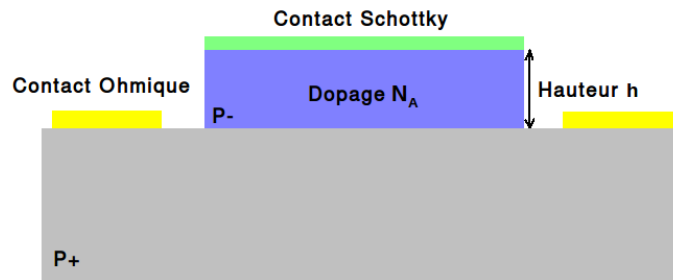 Contact Schottky
Contact Ohmique
Dopage N_A
Hauteur h
P-
P+